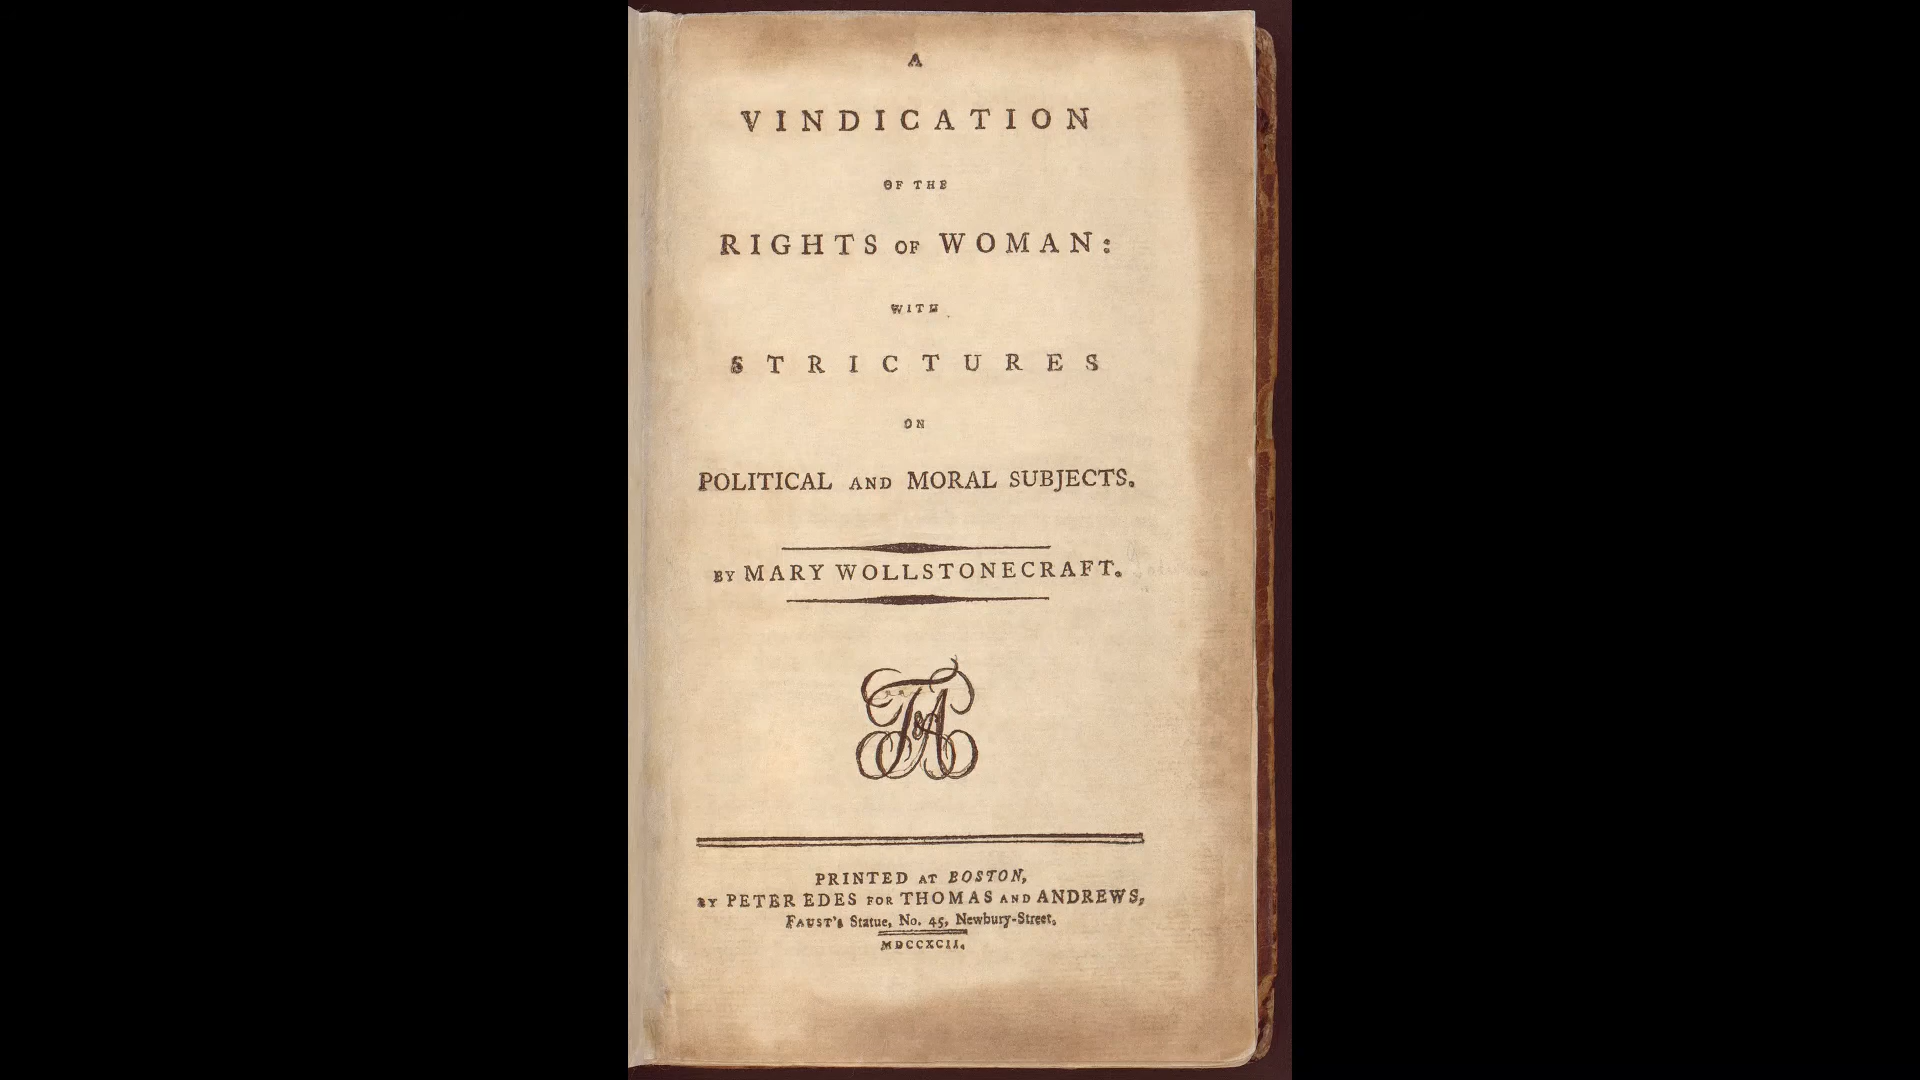 A
VINDICATION
OF THE
RIGHTS OF WOMAN:
WITH
STRICTURES
ON
POLITICAL AND MORAL SUBJECTS.
BY MARY WOLLSTONECRAFT.
T&A
PRINTED AT BOSTON,
BY PETER EDES FOR THOMAS AND ANDREWS,
FAUST's Statue, No. 45, Newbury-Street.
MDCCXCII.